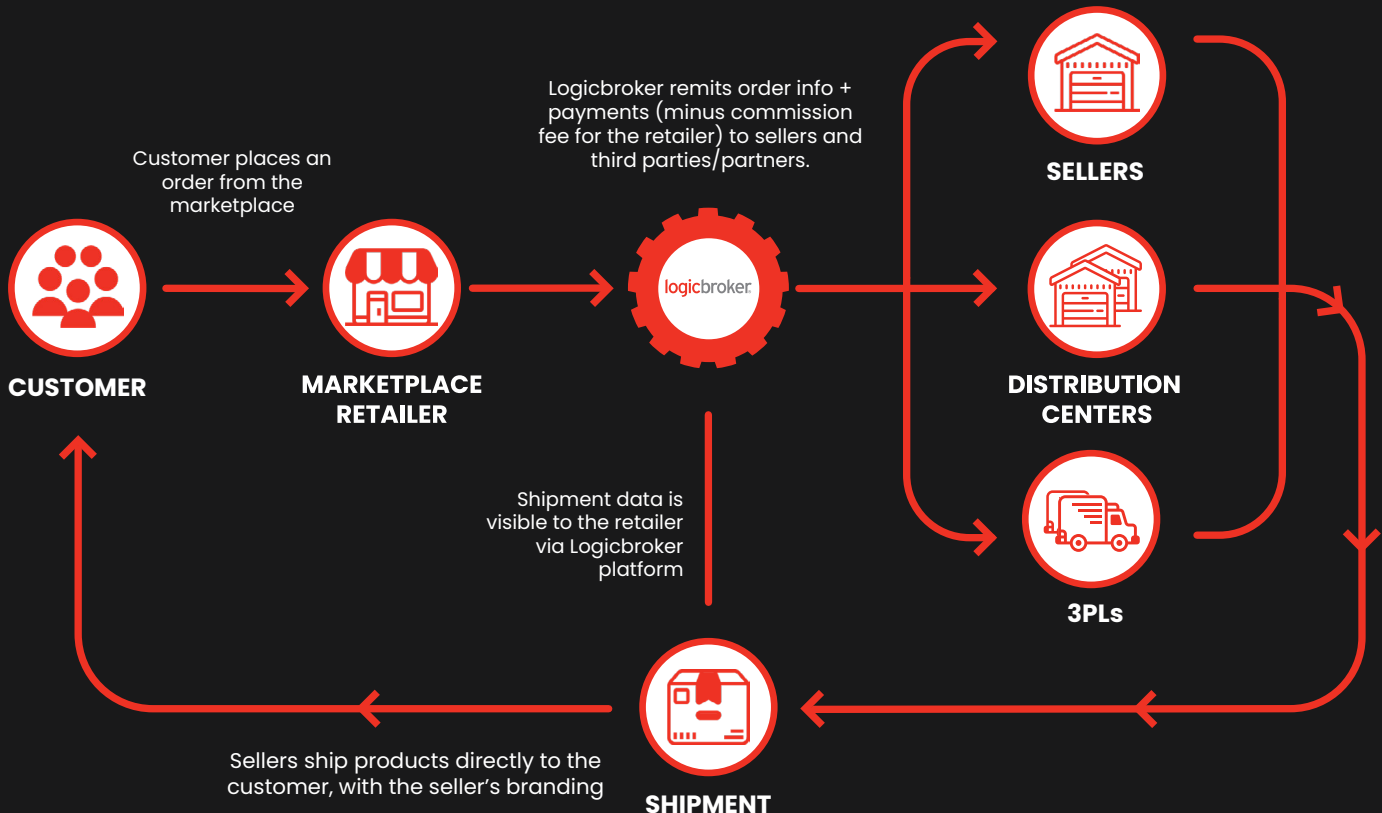 Logicbroker remits order info +
payments (minus commission
fee for the retailer) to sellers and
third parties/partners.
Customer places an
order from the
marketplace
SELLERS
logicbroker
CUSTOMER
MARKETPLACE
RETAILER
DISTRIBUTION
CENTERS
Shipment data is
visible to the retailer
via Logicbroker
platform
3PLs
Sellers ship products directly to the
customer, with the seller’s branding
SHIPMENT